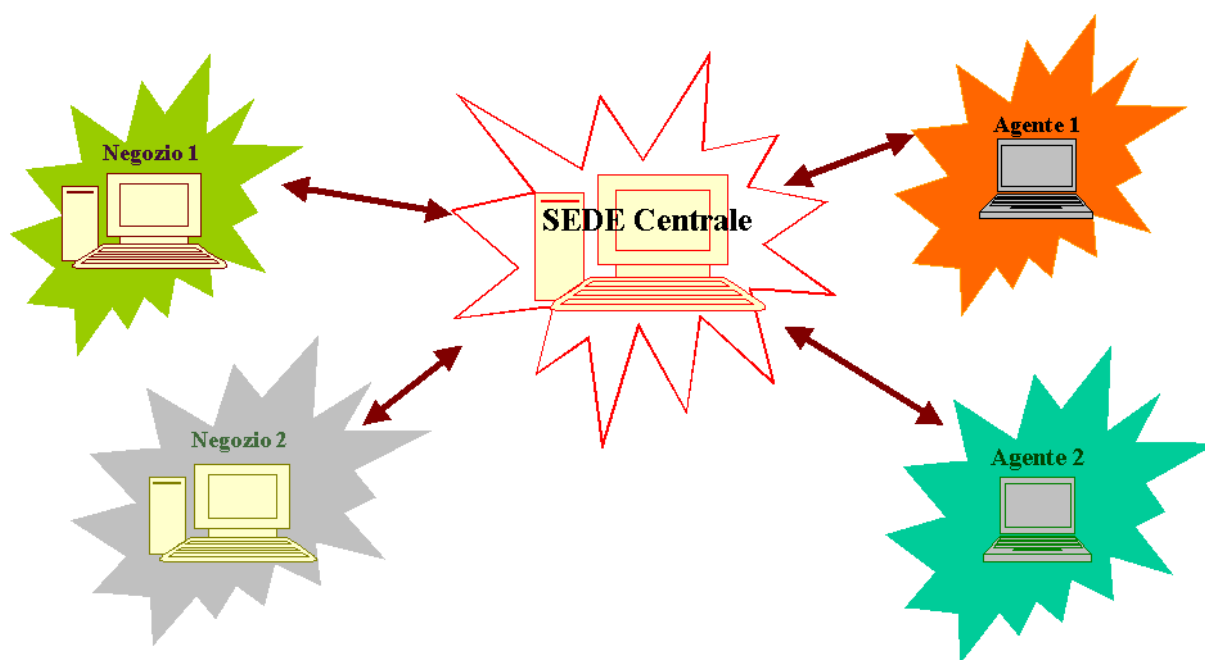 Negozio 1
SEDE Centrale
Agente 1
Negozio 2
Agente 2